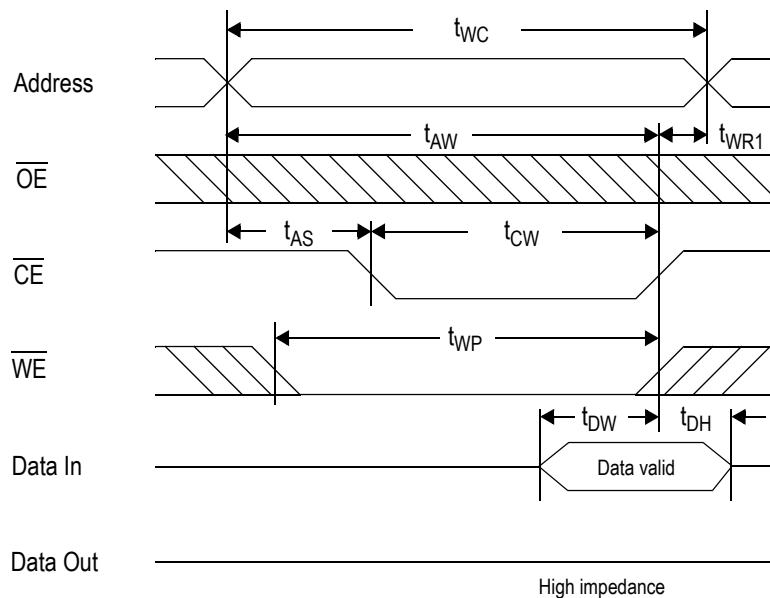 tWC
Address
tAW
tWR1
OE
tAS
tCW
CE
tWP
WE
tDW
tDH
Data In
Data valid
Data Out
High impedance